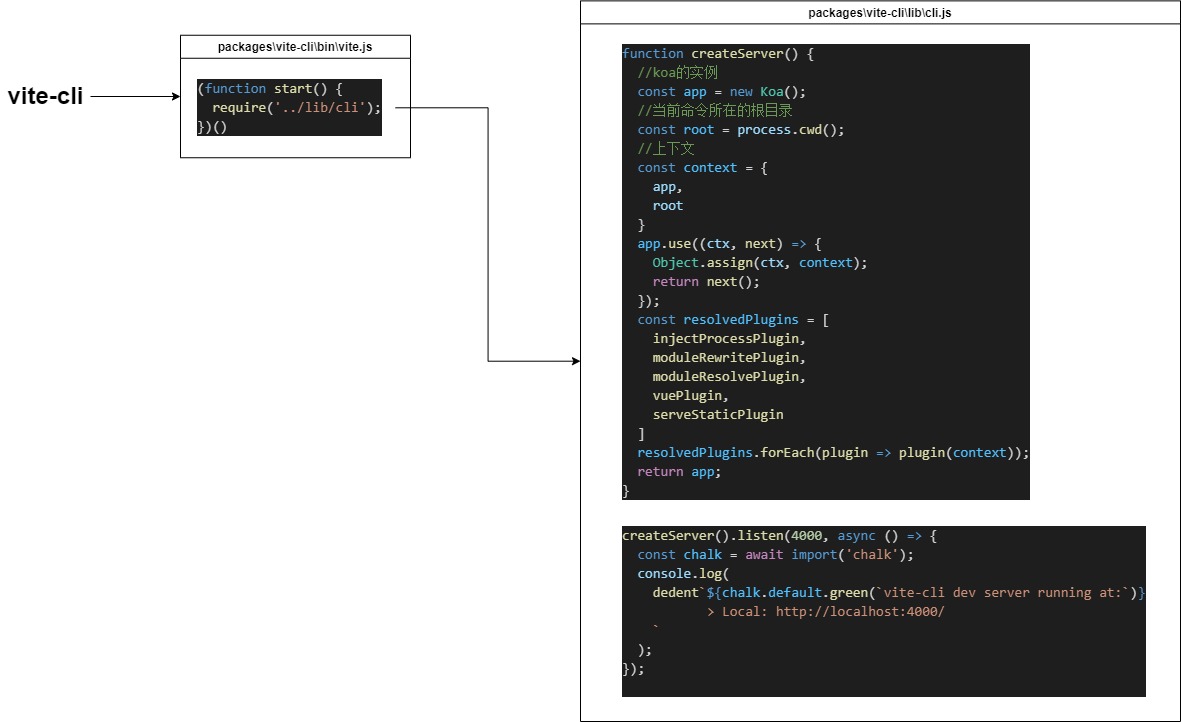 vite-cli
packages\vite-cli\bin\vite.js
(function start() {
  require('../lib/cli');
})()
packages\vite-cli\lib\cli.js
function createServer() {
  //koa的实例
  const app = new Koa();
  //当前命令所在的根目录
  const root = process.cwd();
  //上下文
  const context = {
    app,
    root
  }
  app.use((ctx, next) => {
    Object.assign(ctx, context);
    return next();
  });
  const resolvedPlugins = [
    injectProcessPlugin,
    moduleRewritePlugin,
    moduleResolvePlugin,
    vuePlugin,
    serveStaticPlugin
  ]
  resolvedPlugins.forEach(plugin => plugin(context));
  return app;
}
createServer().listen(4000, async () => {
  const chalk = await import('chalk');
  console.log(
    dedent`${chalk.default.green(`vite-cli dev server running at:`)}
           > Local: http://localhost:4000/
    `
  );
});